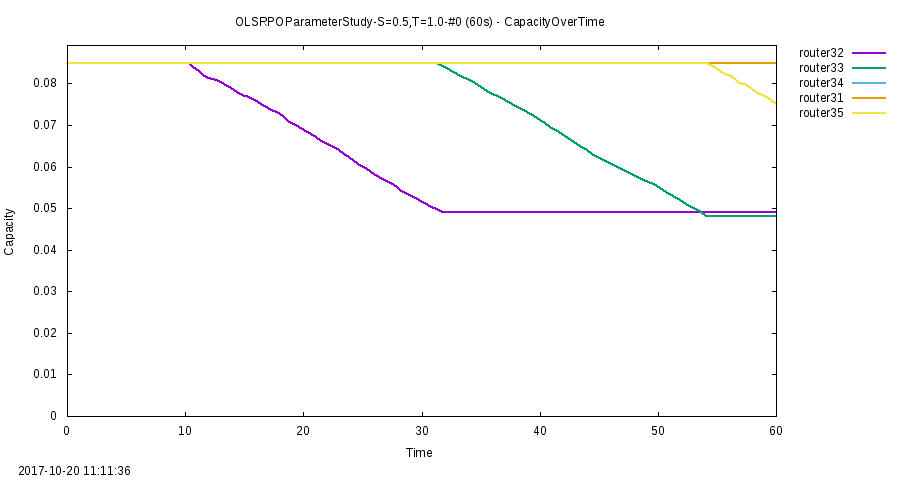 OLSRPOParameterStudy-S=0.5,T=1.0-#0 (60s) - CapacityOverTime
router32
router33
router34
router31
router35
0.08
0.07
0.06
0.05
0.04
0.03
0.02
0.01
0
Capacity
0 10 20 30 40 50 60
Time
2017-10-20 11:11:36